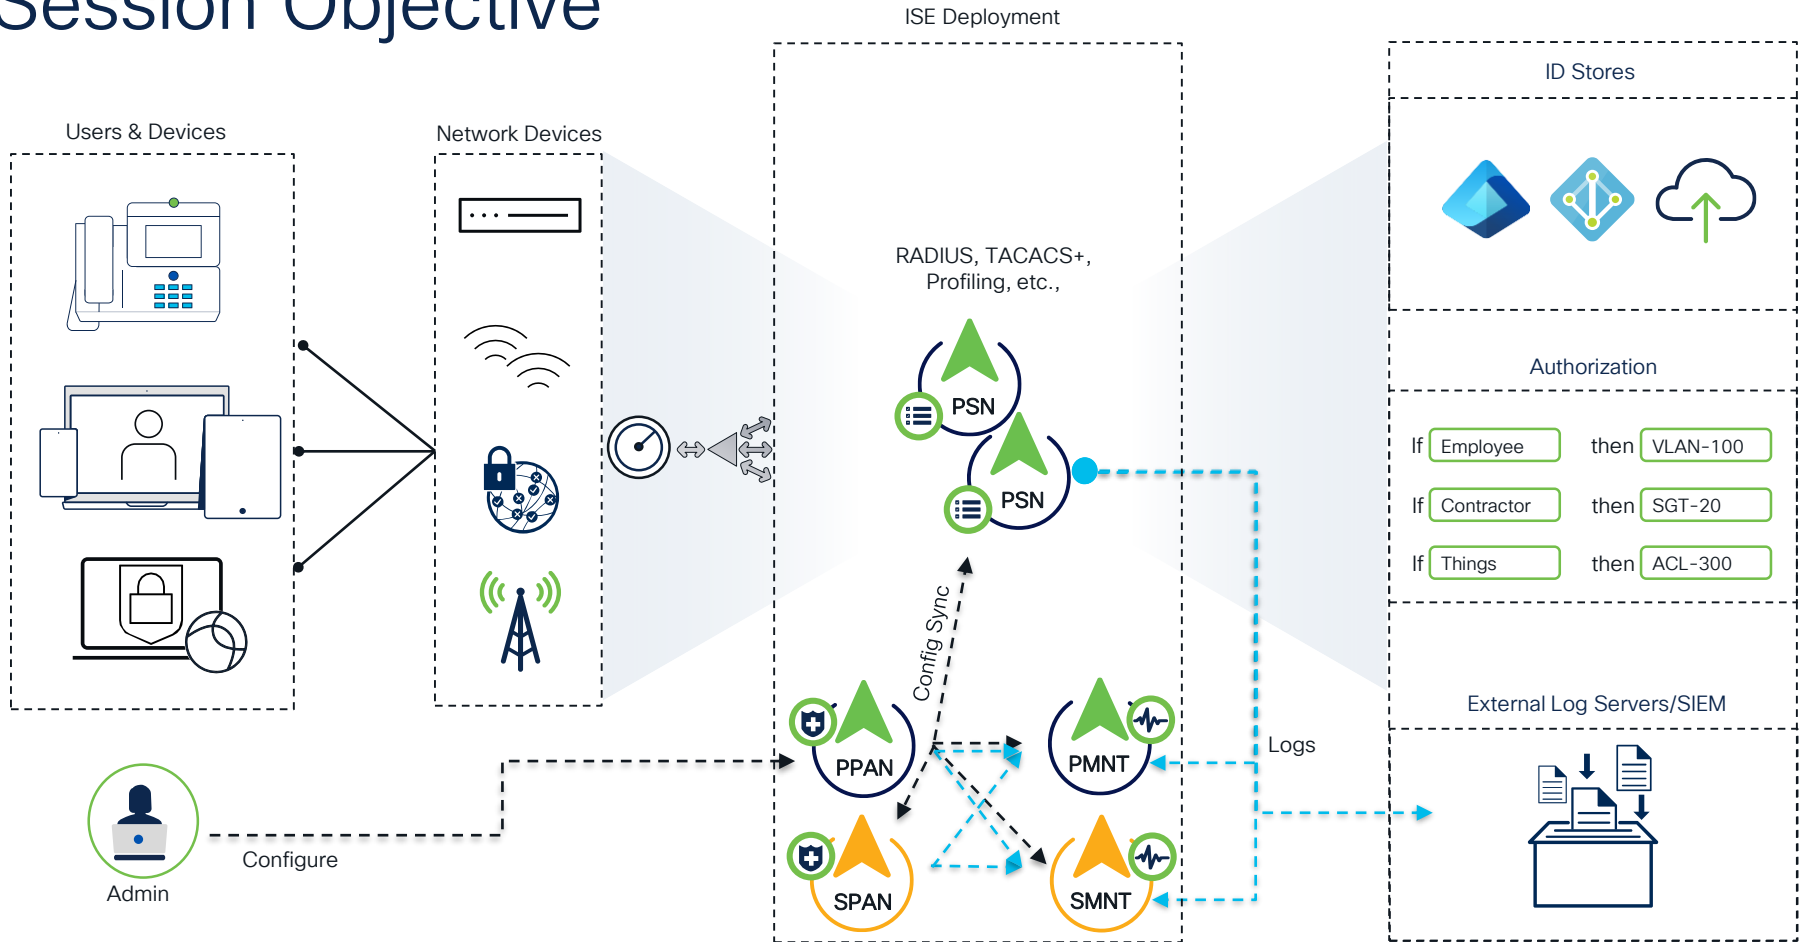 Session Objective
ISE Deployment
Users & Devices
Network Devices
RADIUS, TACACS+,
Profiling, etc.,
PSN
PSN
Config Sync
PPAN
PMNT
SPAN
SMNT
Logs
Configure
Admin
ID Stores
Authorization
If Employee then VLAN-100
If Contractor then SGT-20
If Things then ACL-300
External Log Servers/SIEM